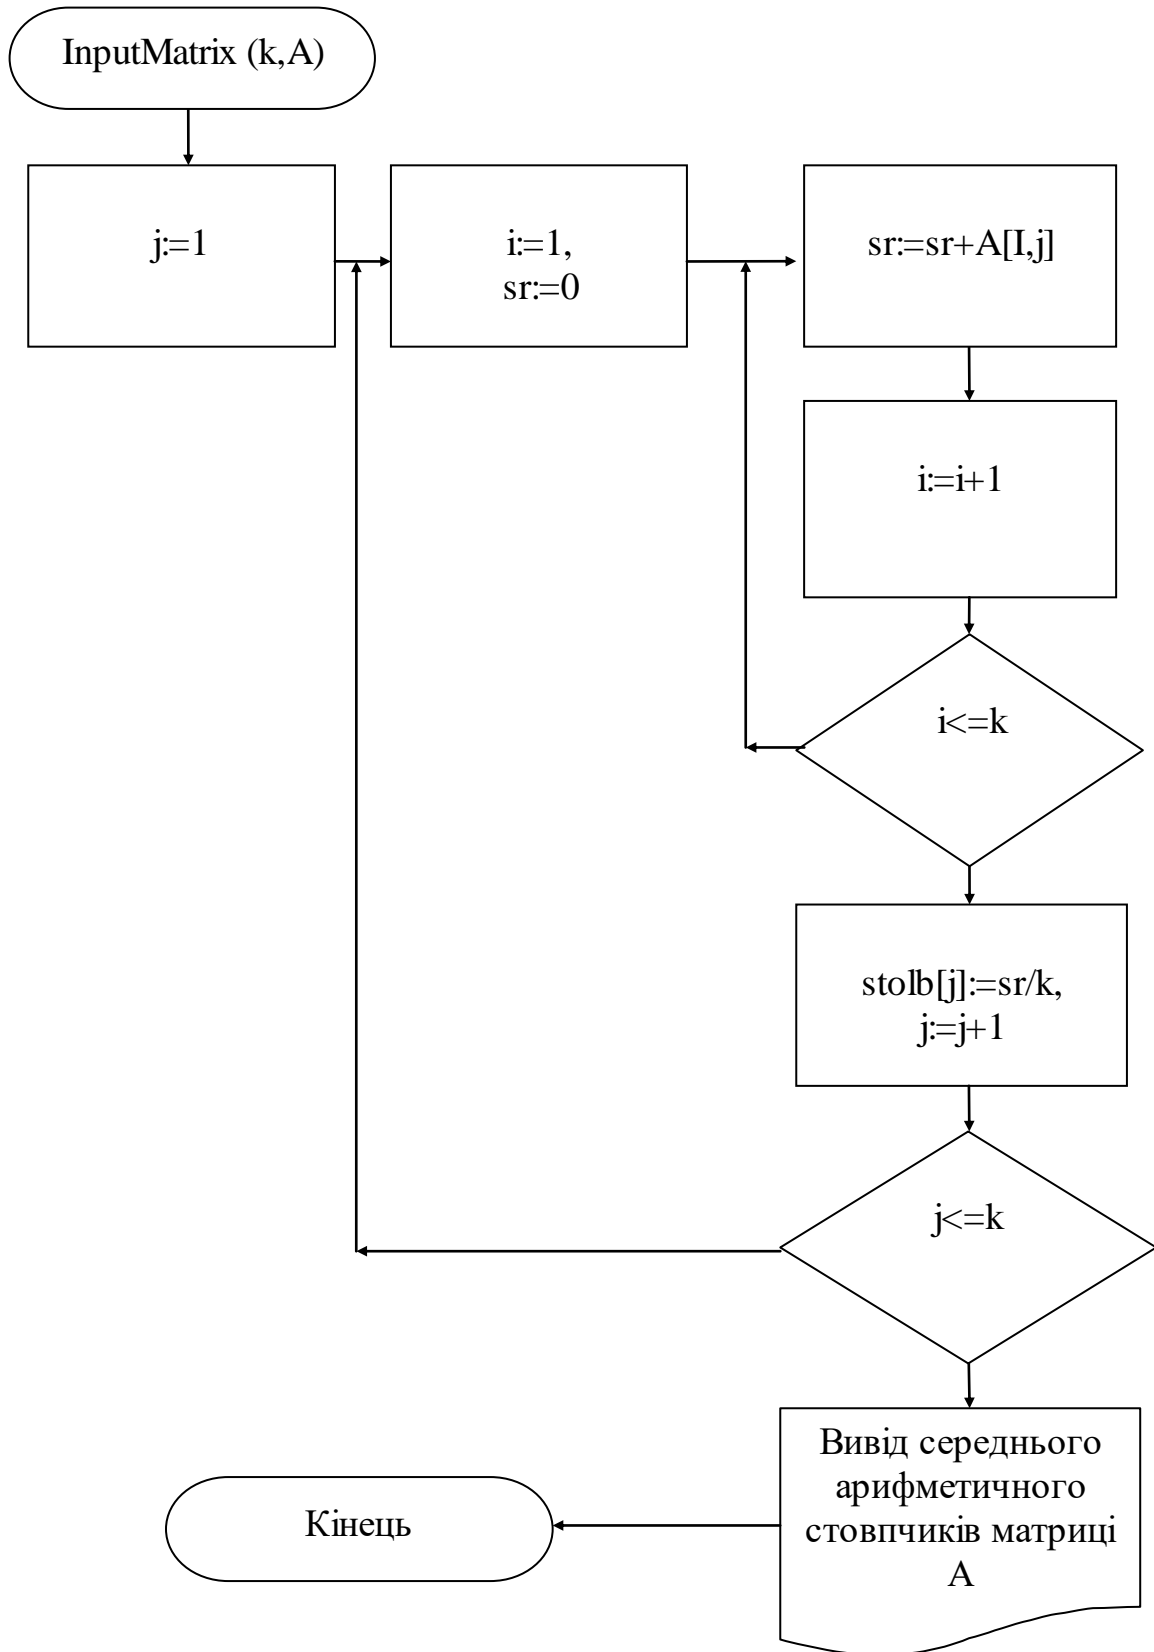 InputMatrix (k,A)
j:=1
i:=1,
sr:=0
sr:=sr+A[I,j]
i:=i+1
i<=k
stolb[j]:=sr/k,
j:=j+1
j<=k
Вивід середнього
арифметичного
стовпчиків матриці
А
Кінець